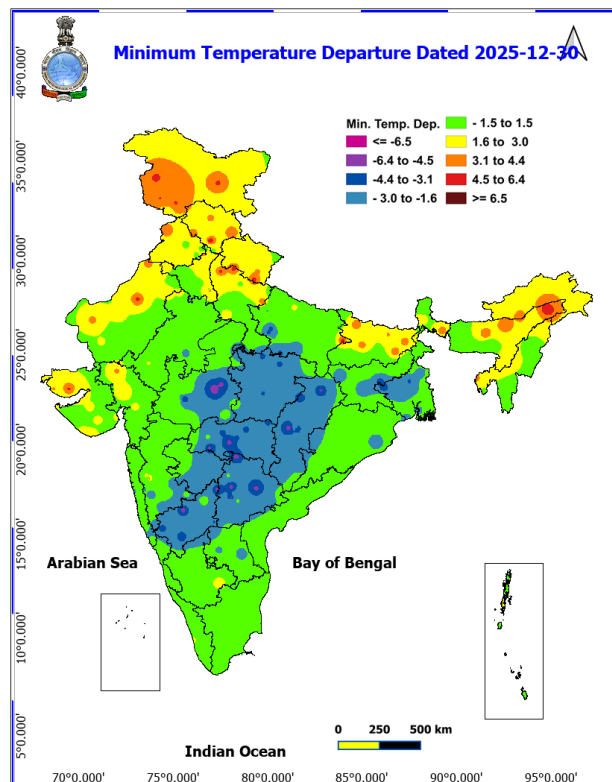 Minimum Temperature Departure Dated 2025-12-30
Min. Temp. Dep.
<= -6.5
-6.4 to -4.5
-4.4 to -3.1
- 3.0 to -1.6
- 1.5 to 1.5
1.6 to 3.0
3.1 to 4.4
4.5 to 6.4
>= 6.5
40°0.000'
35°0.000'
30°0.000'
25°0.000'
20°0.000'
15°0.000'
10°0.000'
5°0.000'
Arabian Sea
Bay of Bengal
Indian Ocean
0 250 500 km
70°0.000' 75°0.000' 80°0.000' 85°0.000' 90°0.000' 95°0.000'